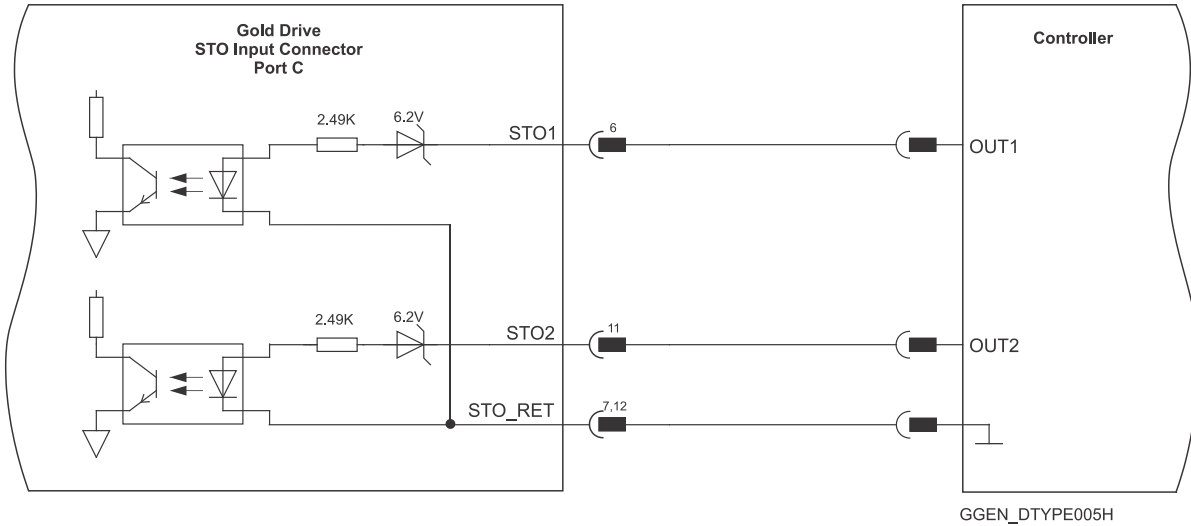 Gold Drive
STO Input Connector
Port C
Controller
2.49K
6.2V
STO1
6
OUT1
2.49K
6.2V
STO2
11
OUT2
STO_RET
7,12
GGEN_DTYPE005H